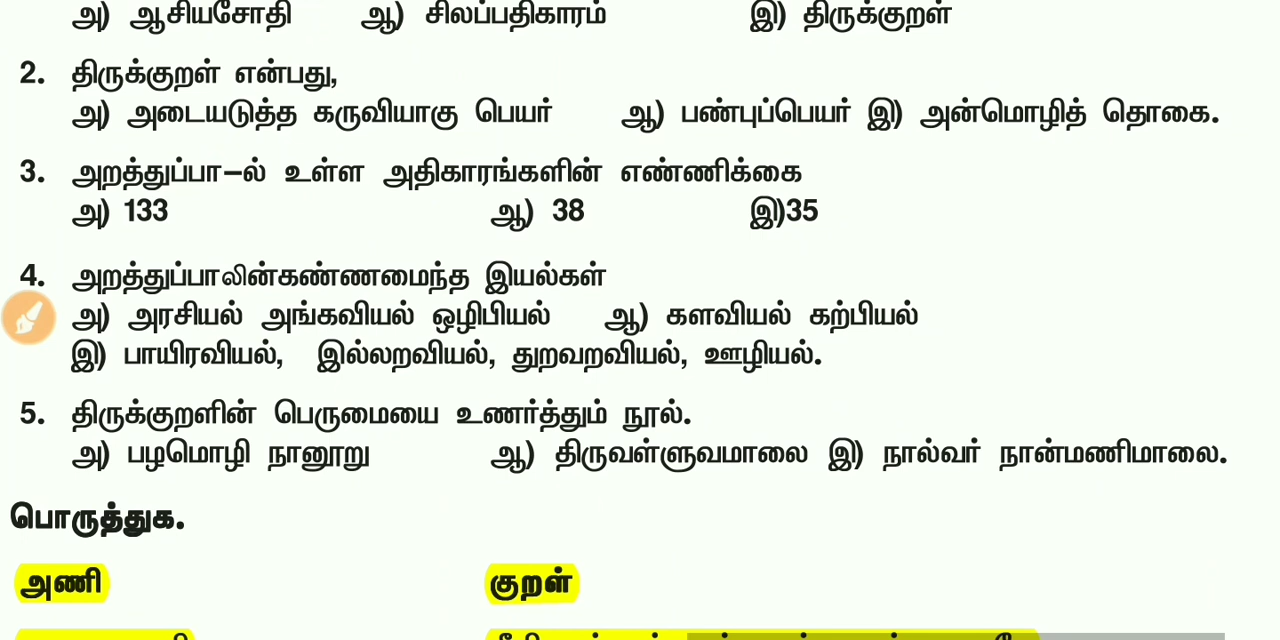 அ) ஆசியசோதி ஆ) சிலப்பதிகாரம் இ) திருக்குறள்
2. திருக்குறள் என்பது,
அ) அடையடுத்த கருவியாகு பெயர் ஆ) பண்புப்பெயர் இ) அன்மொழித் தொகை.
3. அறத்துப்பா–ல் உள்ள அதிகாரங்களின் எண்ணிக்கை
அ) 133 ஆ) 38 இ)35
4. அறத்துப்பாலின்கண்ணமைந்த இயல்கள்
அ) அரசியல் அங்கவியல் ஒழிபியல் ஆ) களவியல் கற்பியல்
இ) பாயிரவியல், இல்லறவியல், துறவறவியல், ஊழியல்.
5. திருக்குறளின் பெருமையை உணர்த்தும் நூல்.
அ) பழமொழி நானூறு ஆ) திருவள்ளுவமாலை இ) நால்வர் நான்மணிமாலை.
பொருத்துக.
அணி குறள்